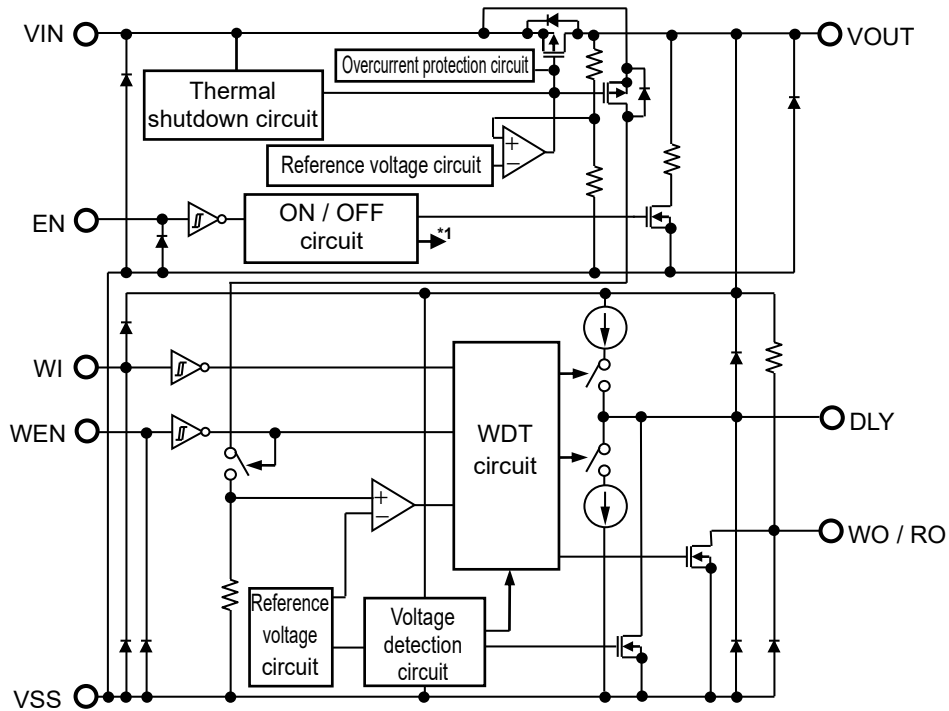 VIN
VOUT
Overcurrent protection circuit
Thermal
shutdown circuit
+
−
Reference voltage circuit
EN
ON / OFF
circuit
*1
WI
WEN
WDT
circuit
DLY
+
−
WO / RO
Reference
voltage
circuit
Voltage
detection
circuit
VSS